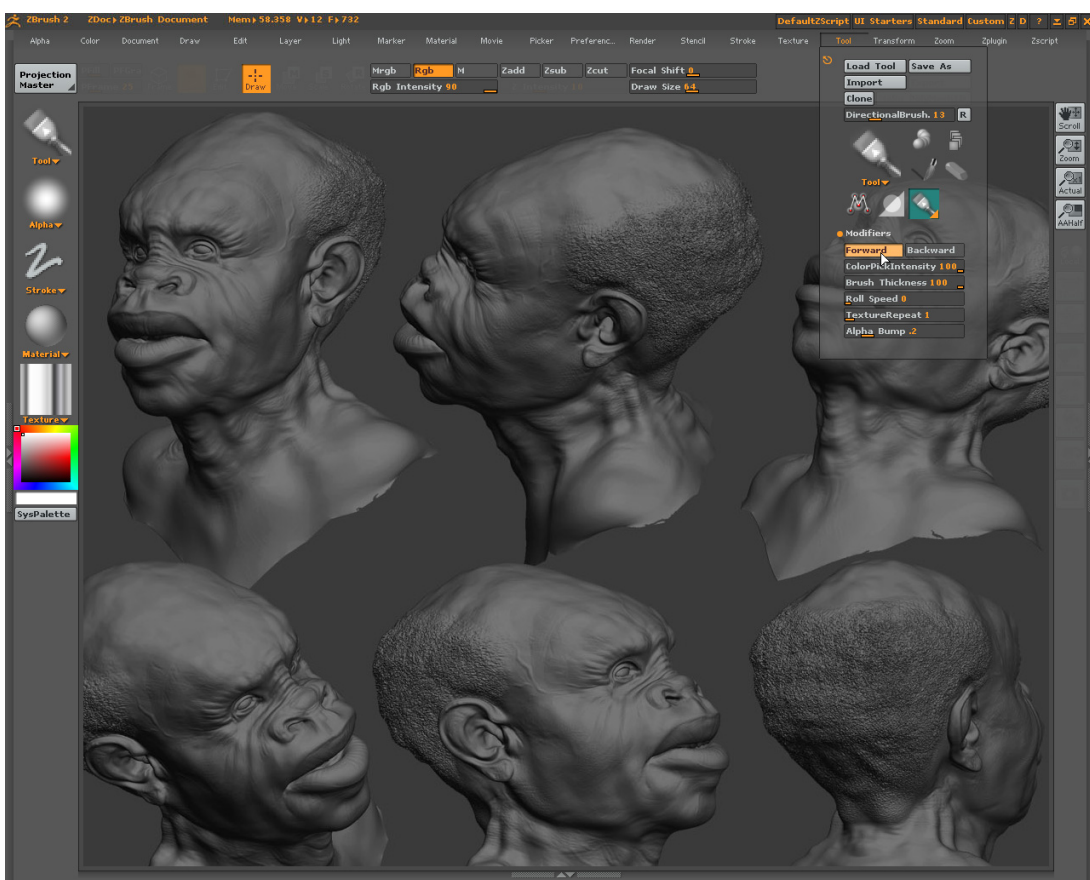 ZBrush 2 ZDoc▸ZBrush Document Mem▸58.358 V▸12 F▸732 DefaultZScript UI Starters Standard Custom Z D ?
Alpha Color Document Draw Edit Layer Light Marker Material Movie Picker Preferenc... Render Stencil Stroke Texture Tool Transform Zoom Zplugin Zscript
Projection
Master
Draw
Mrgb Rgb M Zadd Zsub Zcut Focal Shift 0
Rgb Intensity 90 Draw Size 64
Load Tool Save As
Import
Clone
DirectionalBrush. 13 R
Tool
Modifiers
Forward Backward
ColorPickIntensity 100
Brush Thickness 100
Roll Speed 0
TextureRepeat 1
Alpha Bump .2
Tool
Alpha
Stroke
Material
Texture
SysPalette
Scroll
Zoom
Actual
AAHalf